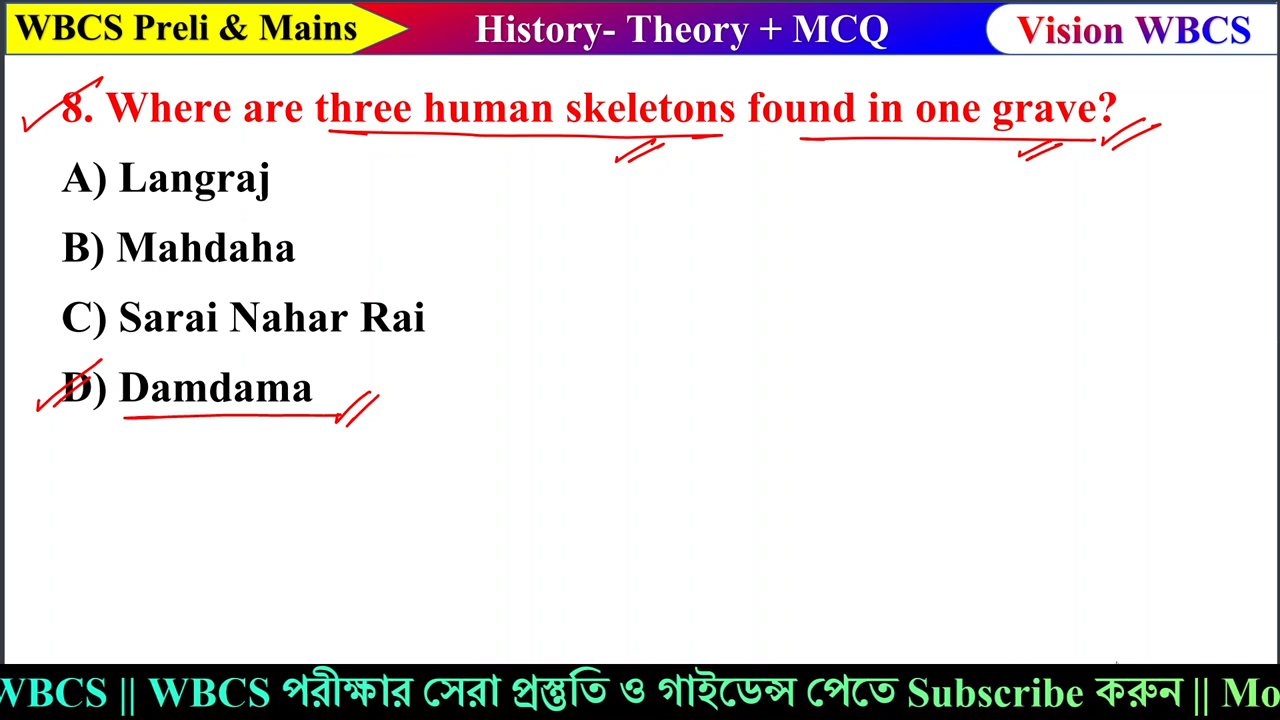 WBCS Preli & Mains
History- Theory + MCQ
Vision WBCS
8. Where are three human skeletons found in one grave?
A) Langraj
B) Mahdaha
C) Sarai Nahar Rai
D) Damdama
WBCS || WBCS পরীক্ষার সেরা প্রস্তুতি ও গাইডেন্স পেতে Subscribe করুন || Mo